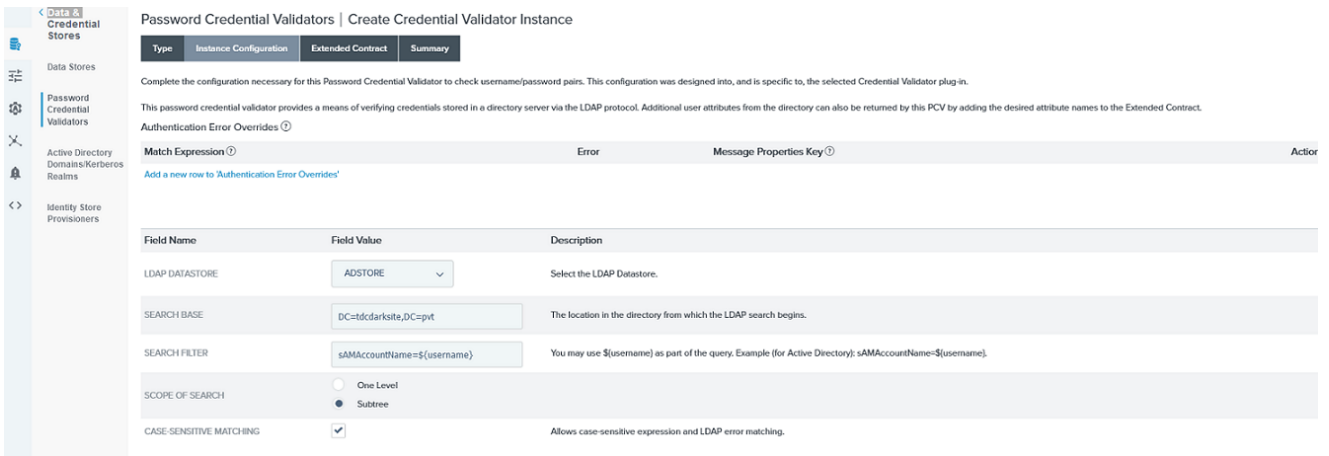 Data &
Credential
Stores
Data Stores
Password
Credential
Validators
Active Directory
Domains/Kerberos
Realms
Identity Store
Provisioners
Password Credential Validators | Create Credential Validator Instance
Type Instance Configuration Extended Contract Summary
Complete the configuration necessary for this Password Credential Validator to check username/password pairs. This configuration was designed into, and is specific to, the selected Credential Validator plug-in.
This password credential validator provides a means of verifying credentials stored in a directory server via the LDAP protocol. Additional user attributes from the directory can also be returned by this PCV by adding the desired attribute names to the Extended Contract.
Authentication Error Overrides ?
Match Expression ? Error Message Properties Key ? Action
Add a new row to 'Authentication Error Overrides'
Field Name Field Value Description
LDAP DATASTORE ADSTORE Select the LDAP Datastore.
SEARCH BASE DC=tdcdarksite,DC=pvt The location in the directory from which the LDAP search begins.
SEARCH FILTER sAMAccountName=${username} You may use ${username} as part of the query. Example (for Active Directory): sAMAccountName=${username}.
One Level
SCOPE OF SEARCH
Subtree
CASE-SENSITIVE MATCHING Allows case-sensitive expression and LDAP error matching.